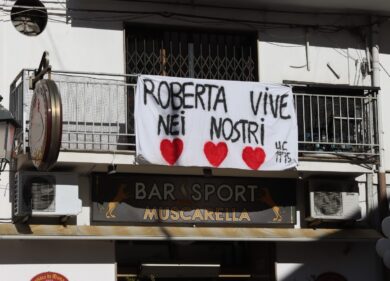 ROBERTA VIVE
NEI NOSTRI
U.C.
BAR SPORT
MUSCARELLA